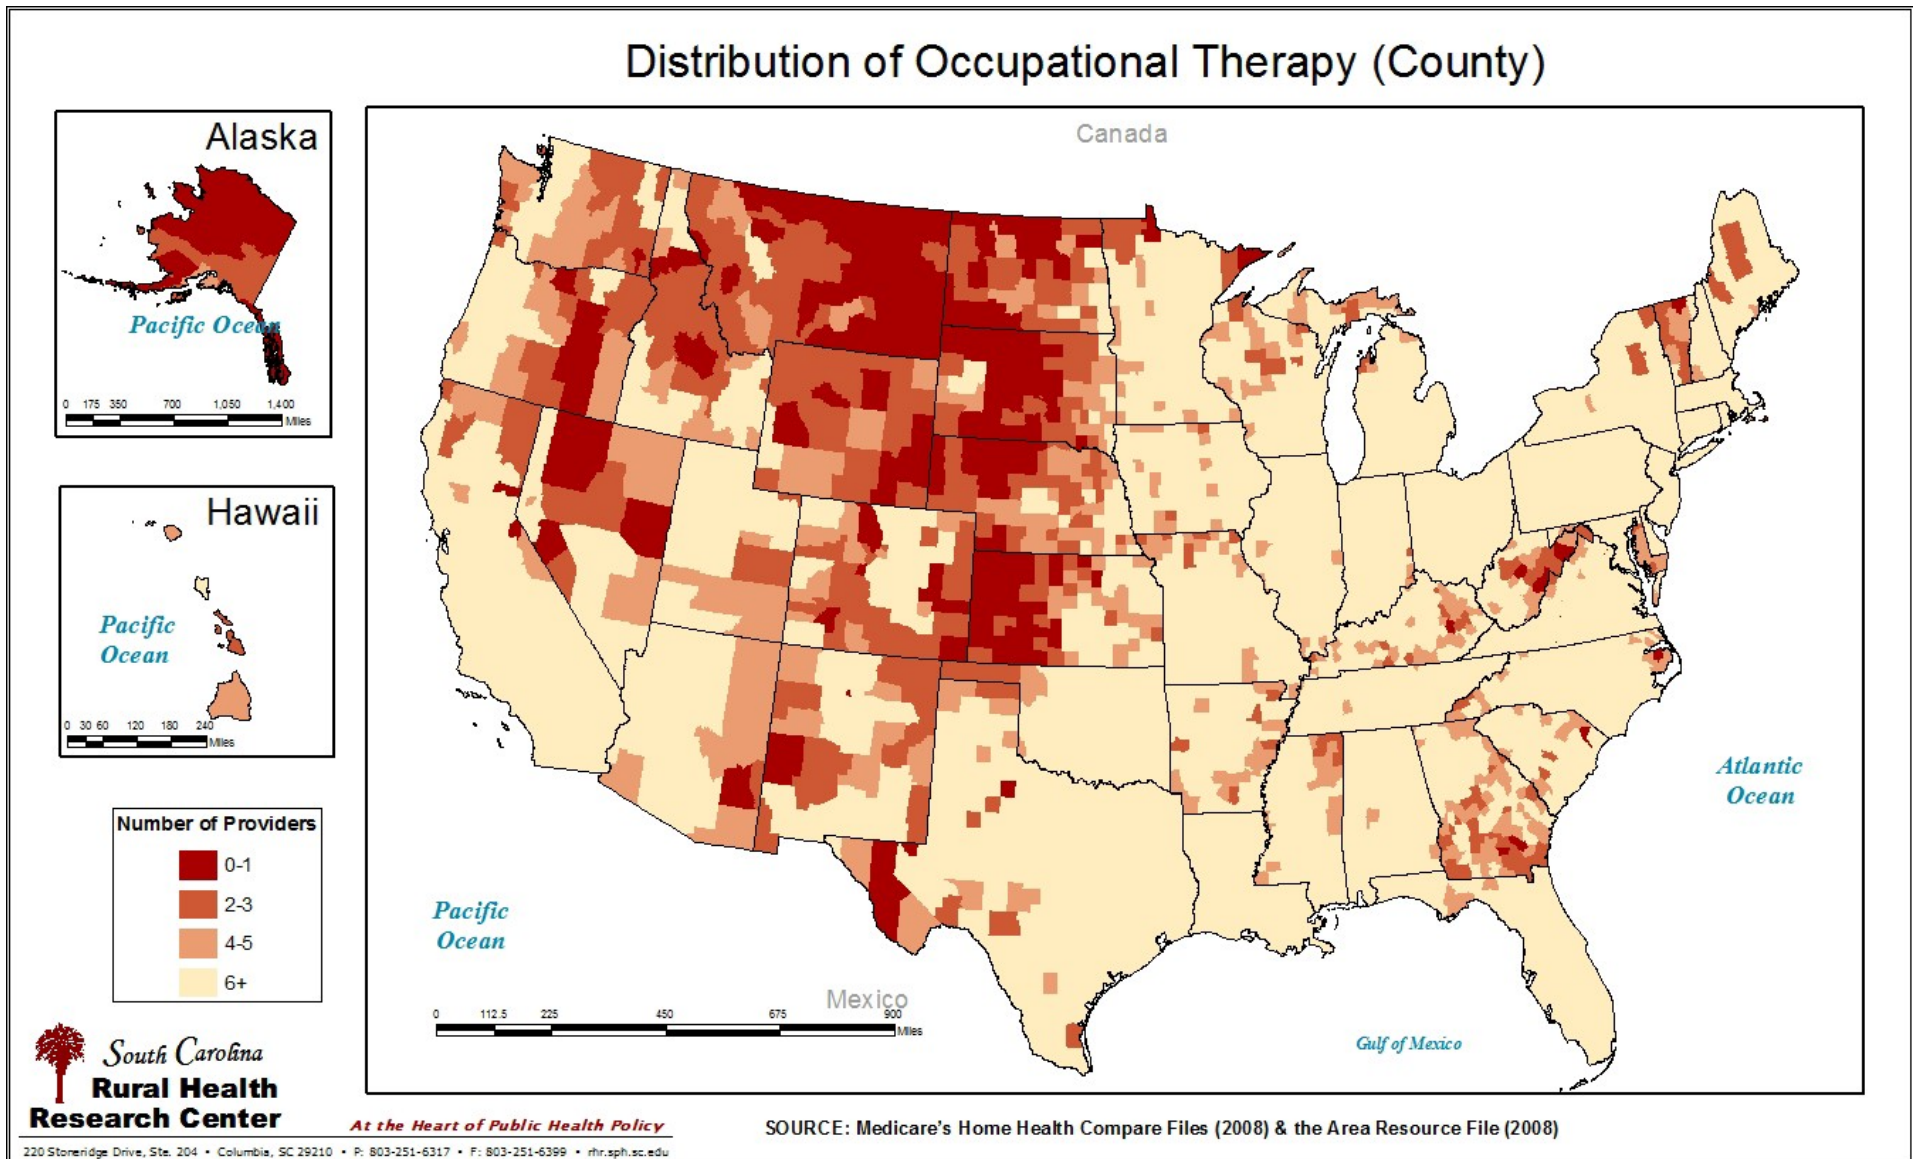 Distribution of Occupational Therapy (County)
Alaska
Pacific Ocean
0 175 350 700 1,050 1,400
Miles
Hawaii
Pacific
Ocean
0 30 60 120 180 240
Miles
Number of Providers
0-1
2-3
4-5
6+
Canada
Atlantic
Ocean
Pacific
Ocean
Mexico
0 112.5 225 450 675 900
Miles
Gulf of Mexico
South Carolina
Rural Health
Research Center
At the Heart of Public Health Policy
220 Stoneridge Drive, Ste. 204 • Columbia, SC 29210 • P: 803-251-6317 • F: 803-251-6399 • rhr.sph.sc.edu
SOURCE: Medicare's Home Health Compare Files (2008) & the Area Resource File (2008)